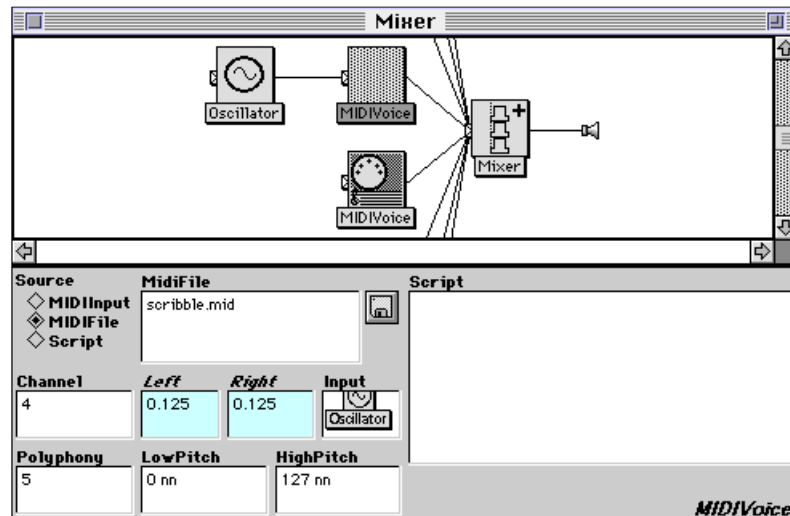 Mixer
Oscillator
MIDIVoice
Mixer
MIDIVoice
Source
MIDIInput
MIDIFile
Script
MidiFile
scribble.mid
Script
Channel
4
Left
0.125
Right
0.125
Input
Oscillator
Polyphony
5
LowPitch
0 nn
HighPitch
127 nn
MIDIVoice